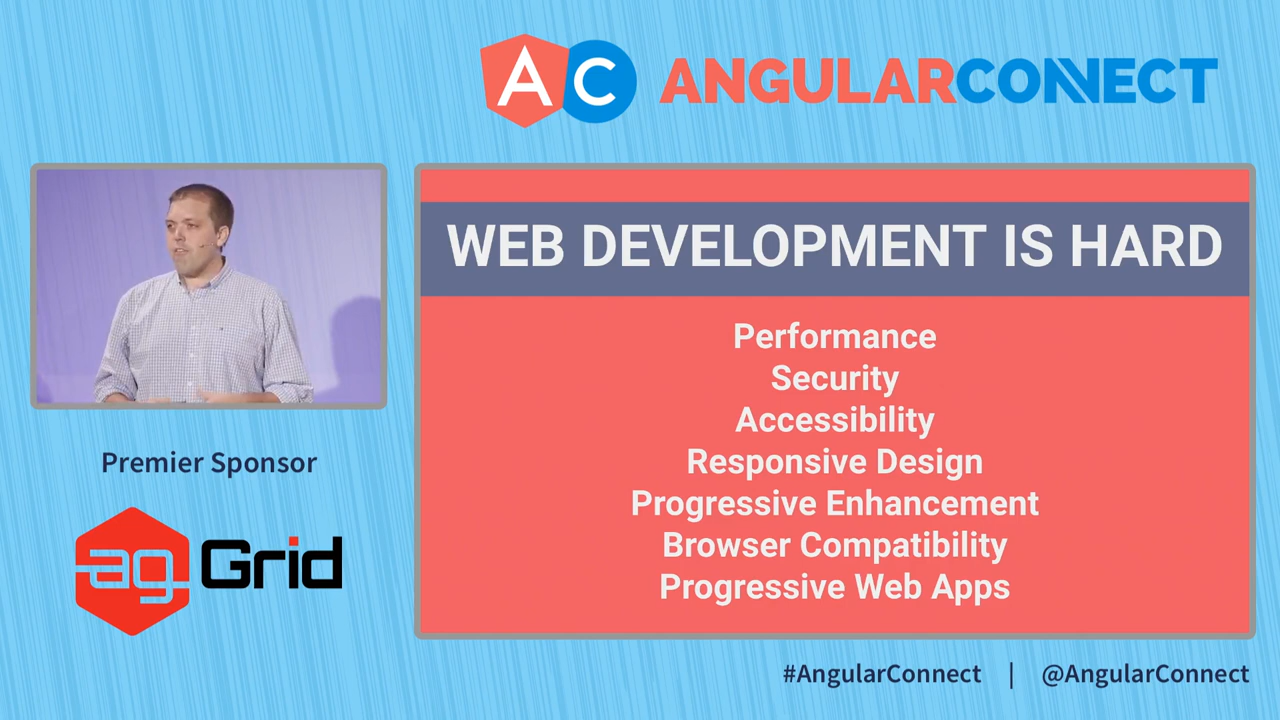 AC ANGULARCONNECT
WEB DEVELOPMENT IS HARD
Performance
Security
Accessibility
Responsive Design
Progressive Enhancement
Browser Compatibility
Progressive Web Apps
Premier Sponsor
ag Grid
#AngularConnect | @AngularConnect